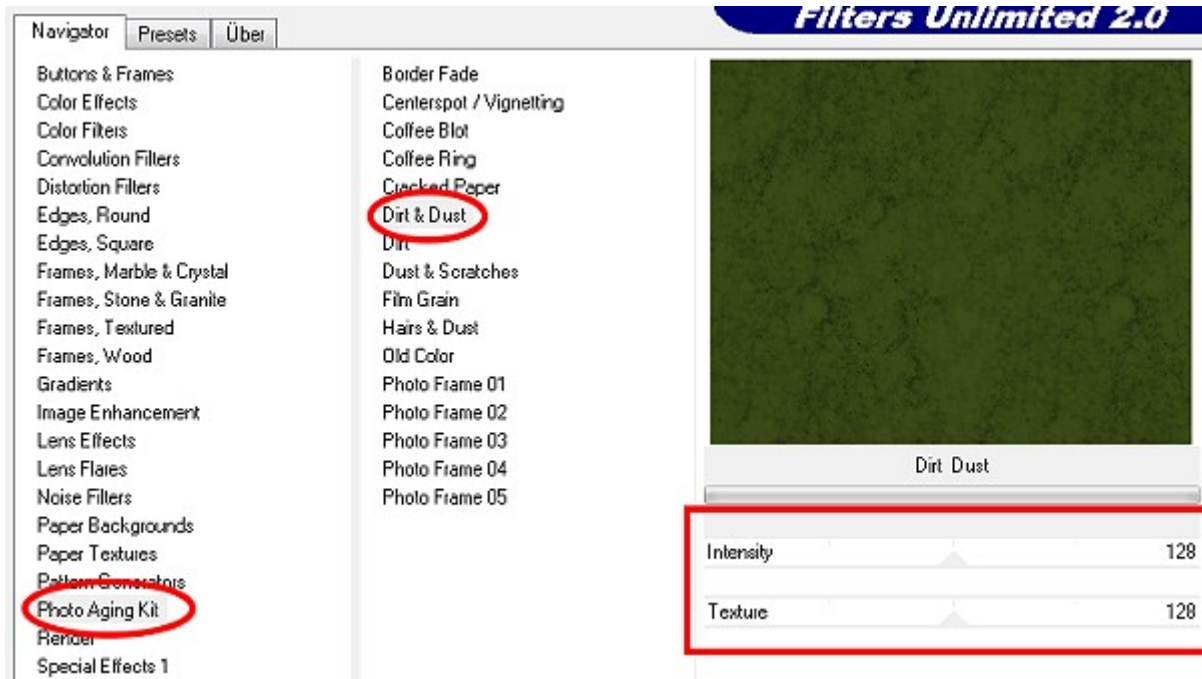 Filters Unlimited 2.0
Navigator Presets Über
Buttons & Frames
Color Effects
Color Filters
Convolution Filters
Distortion Filters
Edges, Round
Edges, Square
Frames, Marble & Crystal
Frames, Stone & Granite
Frames, Textured
Frames, Wood
Gradients
Image Enhancement
Lens Effects
Lens Flares
Noise Filters
Paper Backgrounds
Paper Textures
Pattern Generators
Photo Aging Kit
Render
Special Effects 1
Border Fade
Centerspot / Vignetting
Coffee Blot
Coffee Ring
Cracked Paper
Dirt & Dust
Dirt
Dust & Scratches
Film Grain
Hairs & Dust
Old Color
Photo Frame 01
Photo Frame 02
Photo Frame 03
Photo Frame 04
Photo Frame 05
Dirt Dust
Intensity 128
Texture 128